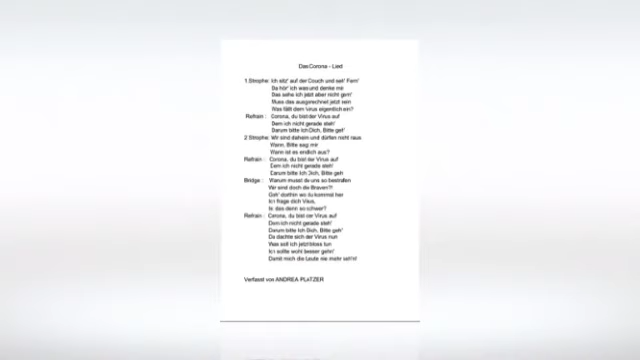 Das Corona - Lied
1.Strophe: Ich sitz' auf der Couch und seh' Fern'
Da hör' ich was und denke mir
Das sehe ich jetzt aber nicht gern'
Muss das ausgerechnet jetzt sein
Was fällt dem Virus eigentlich ein?
Refrain : Corona, du bist der Virus auf
Dem ich nicht gerade steh'
Darum bitte Ich Dich, Bitte geh'
2 Strophe: Wir sind daheim und dürfen nicht raus
Wann, Bitte sag mir
Wann ist es endlich aus?
Refrain : Corona, du bist der Virus auf
Dem ich nicht gerade steh'
Darum bitte Ich Dich, Bitte geh
Bridge : Warum musst du uns so bestrafen
Wir sind doch die Braven?!
Geh' dorthin wo du kommst her
Ich frage dich Virus,
Is das denn so schwer?
Refrain : Corona, du bist der Virus auf
Dem ich nicht gerade steh'
Darum bitte Ich Dich, Bitte geh'
Da dachte sich der Virus nun
Was soll ich jetzt bloss tun
Ich sollte wohl besser gehn'
Damit mich die Leute nie mehr seh'n!
Verfasst von ANDREA PLATZER